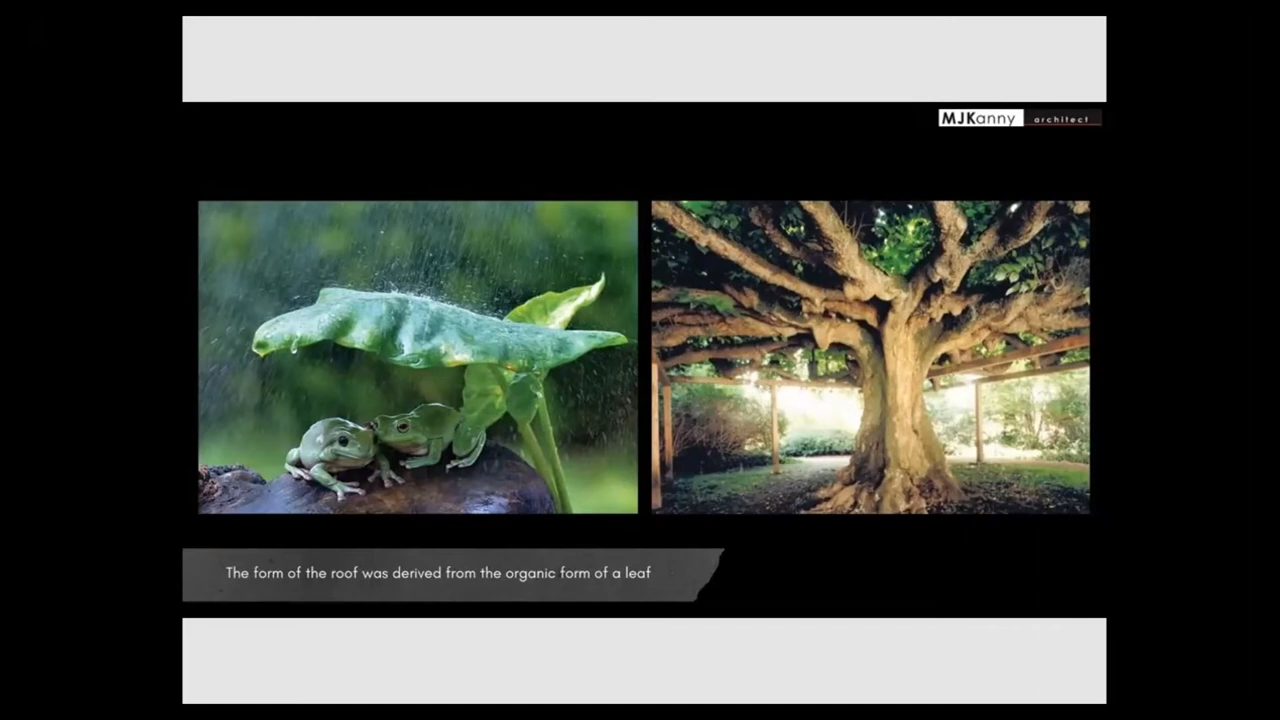 MJKanny architect
The form of the roof was derived from the organic form of a leaf